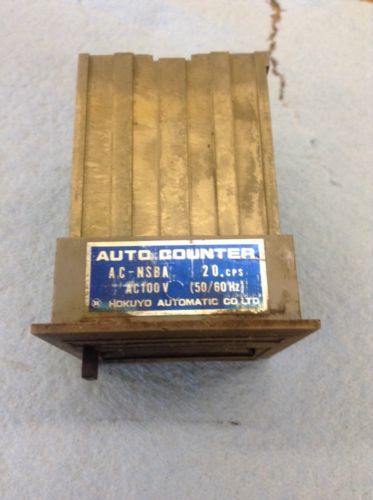 AUTO.COUNTER
AC-NSBA 20.CPS
AC100V (50/60Hz)
HOKUYO AUTOMATIC CO LTD